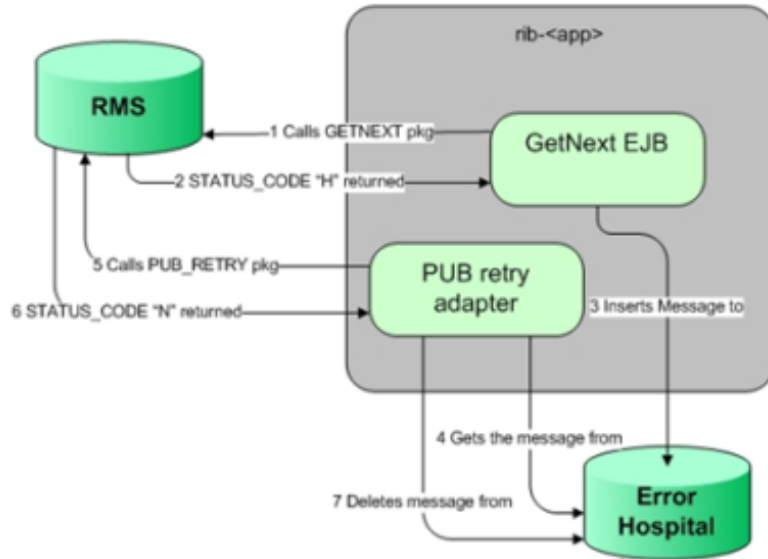 rib-<app>
RMS
1 Calls GETNEXT pkg
GetNext EJB
2 STATUS_CODE “H” returned
5 Calls PUB_RETRY pkg
PUB retry
adapter
6 STATUS_CODE “N” returned
3 Inserts Message to
4 Gets the message from
7 Deletes message from
Error
Hospital